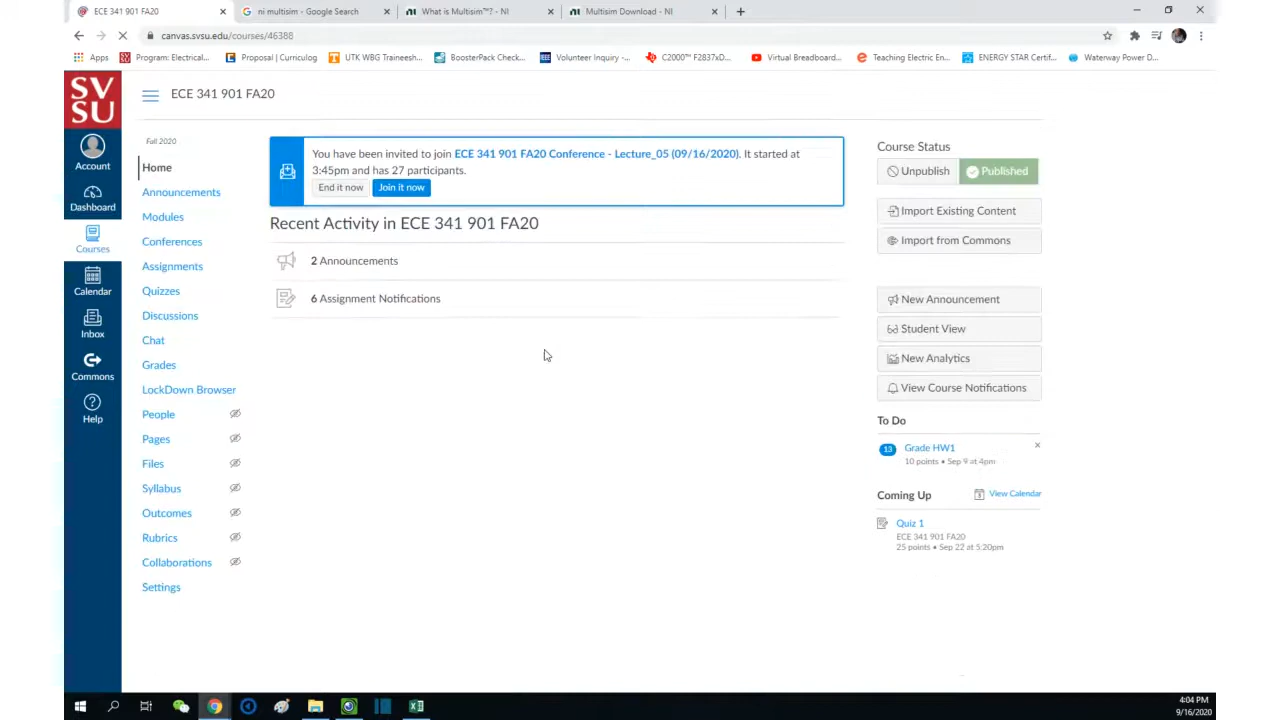 ECE 341 901 FA20
ni multisim - Google Search
What is Multisim™? - NI
Multisim Download - NI
canvas.svsu.edu/courses/46388
Apps
Program: Electrical...
Proposal | Curriculog
UTK WBG Traineesh...
BoosterPack Check...
Volunteer Inquiry -...
C2000™ F2837xD...
Virtual Breadboard...
Teaching Electric En...
ENERGY STAR Certif...
Waterway Power D...
SV
SU
Account
Dashboard
Courses
Calendar
Inbox
Commons
Help
ECE 341 901 FA20
Fall 2020
Home
Announcements
Modules
Conferences
Assignments
Quizzes
Discussions
Chat
Grades
LockDown Browser
People
Pages
Files
Syllabus
Outcomes
Rubrics
Collaborations
Settings
You have been invited to join ECE 341 901 FA20 Conference - Lecture_05 (09/16/2020). It started at
3:45pm and has 27 participants.
End it now
Join it now
Recent Activity in ECE 341 901 FA20
2 Announcements
6 Assignment Notifications
Course Status
Unpublish
Published
Import Existing Content
Import from Commons
New Announcement
Student View
New Analytics
View Course Notifications
To Do
13
Grade HW1
10 points • Sep 9 at 4pm
Coming Up
View Calendar
Quiz 1
ECE 341 901 FA20
25 points • Sep 22 at 5:20pm
4:04 PM
9/16/2020